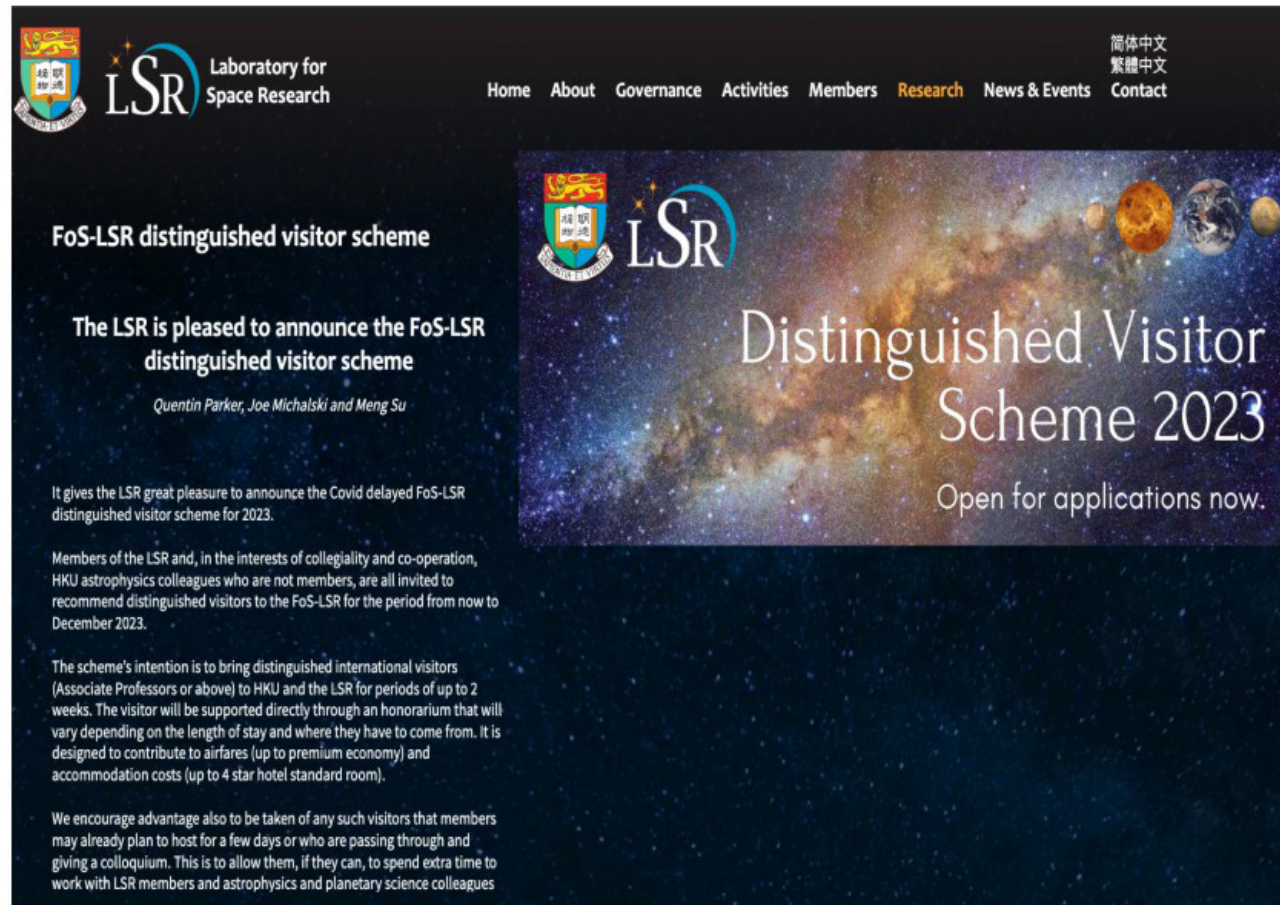 简体中文
繁體中文
LSR
Laboratory for
Space Research
Home About Governance Activities Members Research News & Events Contact
FoS-LSR distinguished visitor scheme
The LSR is pleased to announce the FoS-LSR
distinguished visitor scheme
Quentin Parker, Joe Michalski and Meng Su
It gives the LSR great pleasure to announce the Covid delayed FoS-LSR
distinguished visitor scheme for 2023.
Members of the LSR and, in the interests of collegiality and co-operation,
HKU astrophysics colleagues who are not members, are all invited to
recommend distinguished visitors to the FoS-LSR for the period from now to
December 2023.
The scheme's intention is to bring distinguished international visitors
(Associate Professors or above) to HKU and the LSR for periods of up to 2
weeks. The visitor will be supported directly through an honorarium that will
vary depending on the length of stay and where they have to come from. It is
designed to contribute to airfares (up to premium economy) and
accommodation costs (up to 4 star hotel standard room).
We encourage advantage also to be taken of any such visitors that members
may already plan to host for a few days or who are passing through and
giving a colloquium. This is to allow them, if they can, to spend extra time to
work with LSR members and astrophysics and planetary science colleagues
LSR
Distinguished Visitor
Scheme 2023
Open for applications now.